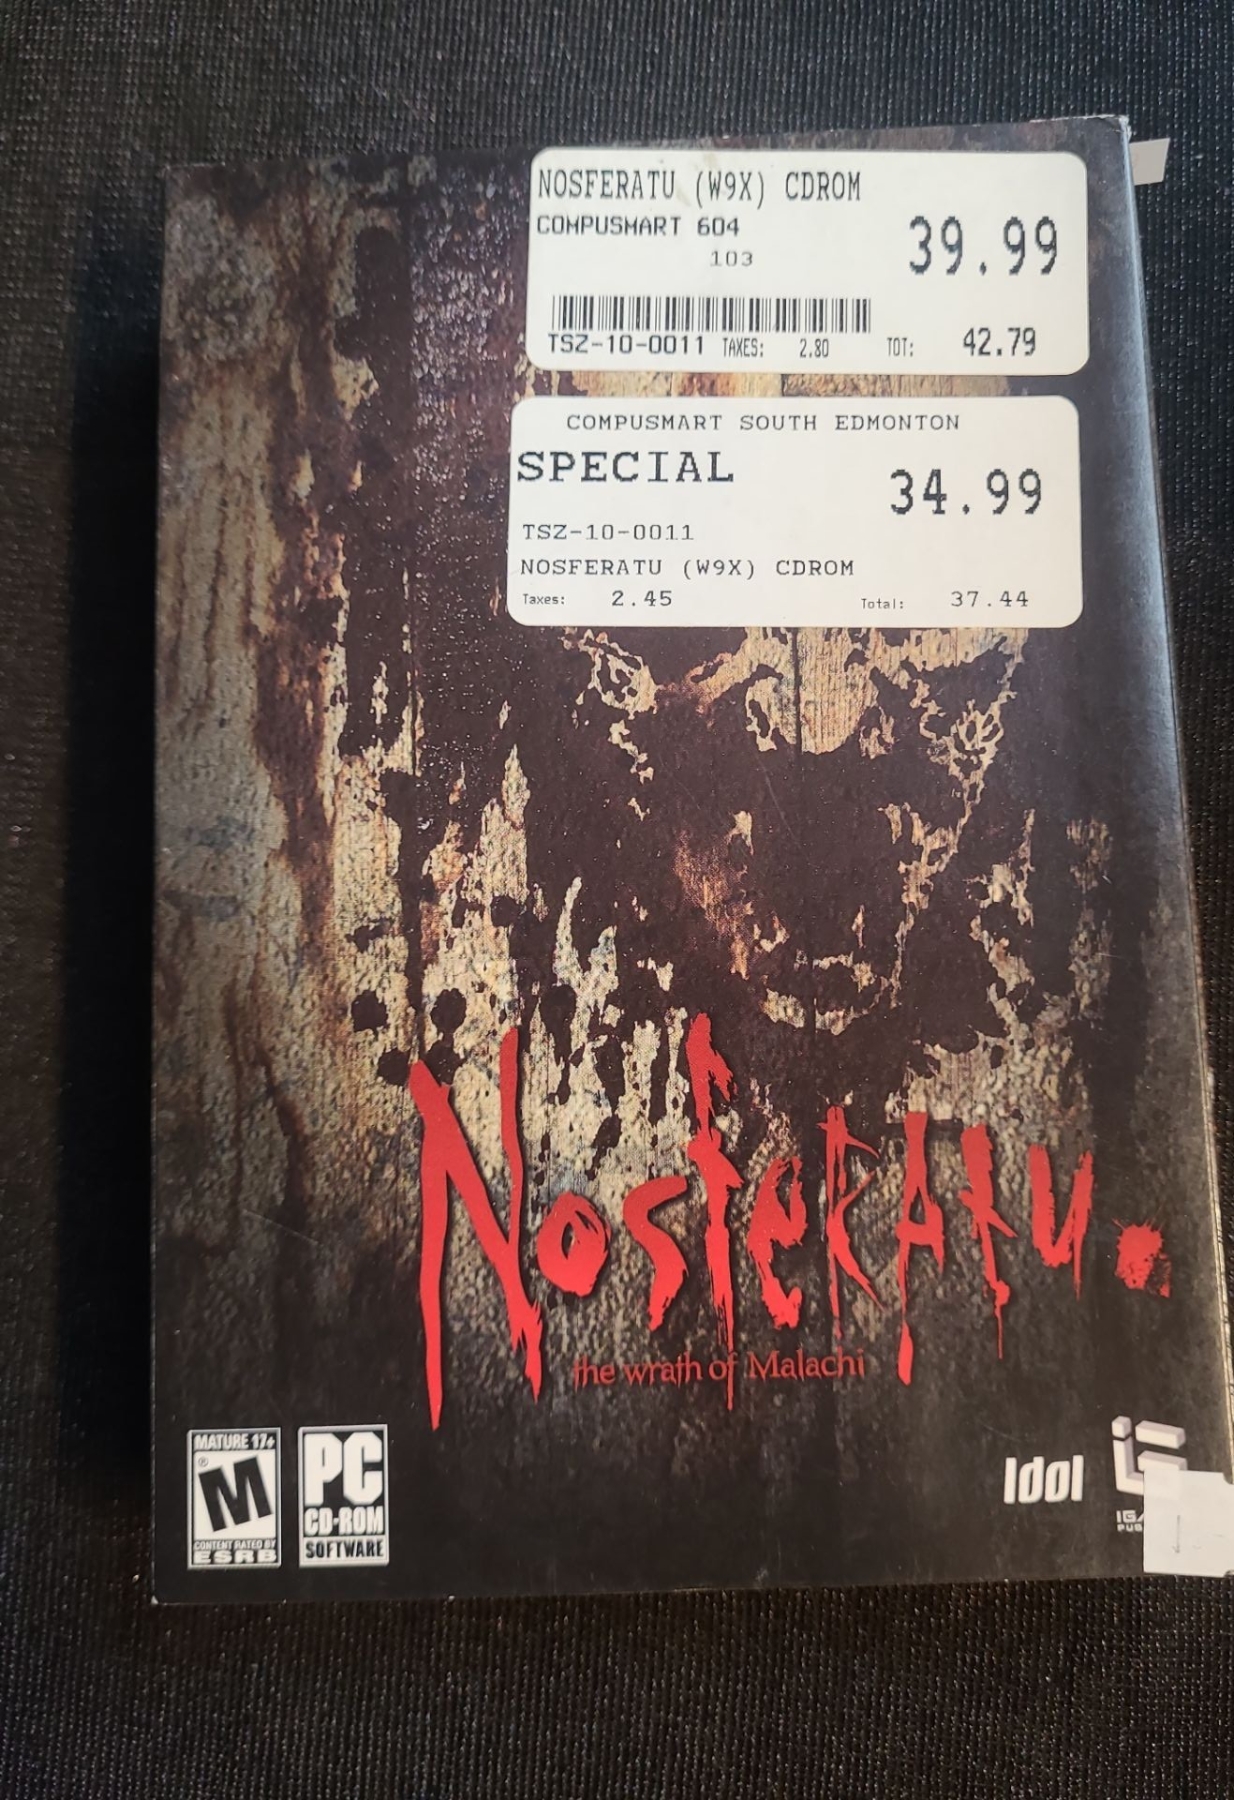 NOSFERATU (W9X) CDROM
COMPUSMART 604
39.99
103
TSZ-10-0011 TAXES: 2.80 TOT: 42.79
COMPUSMART SOUTH EDMONTON
SPECIAL 34.99
TSZ-10-0011
NOSFERATU (W9X) CDROM
Taxes: 2.45 Total: 37.44
Nosferatu.
the wrath of Malachi
MATURE 17+
M
®
CONTENT RATED BY
ESRB
PC
CD-ROM
SOFTWARE
Idol